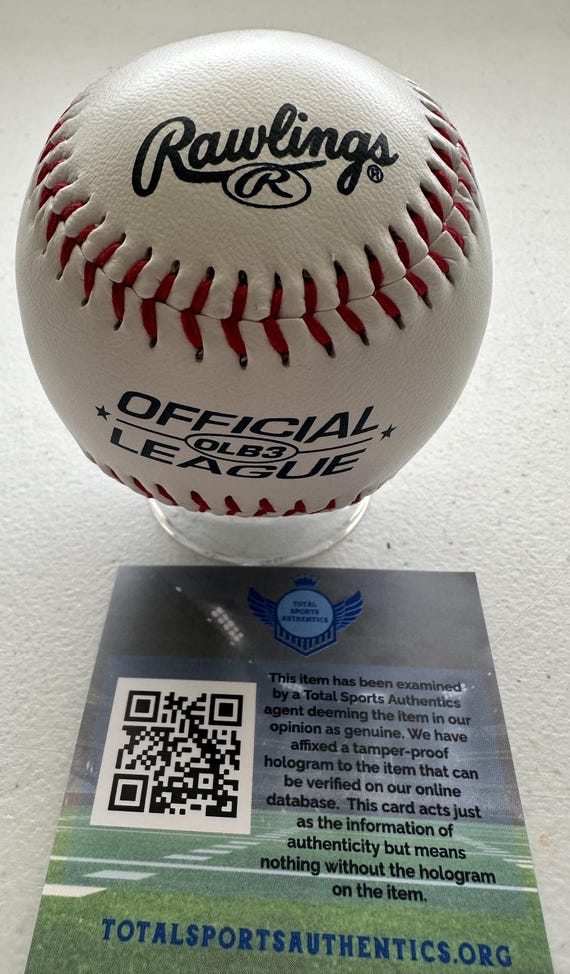 Rawlings®
R
OFFICIAL
OLB3
LEAGUE
TOTAL
SPORTS
AUTHENTICS
This item has been examined
by a Total Sports Authentics
agent deeming the item in our
opinion as genuine. We have
affixed a tamper-proof
hologram to the item that can
be verified on our online
database. This card acts just
as the information of
authenticity but means
nothing without the hologram
on the item.
TOTALSPORTSAUTHENTICS.ORG